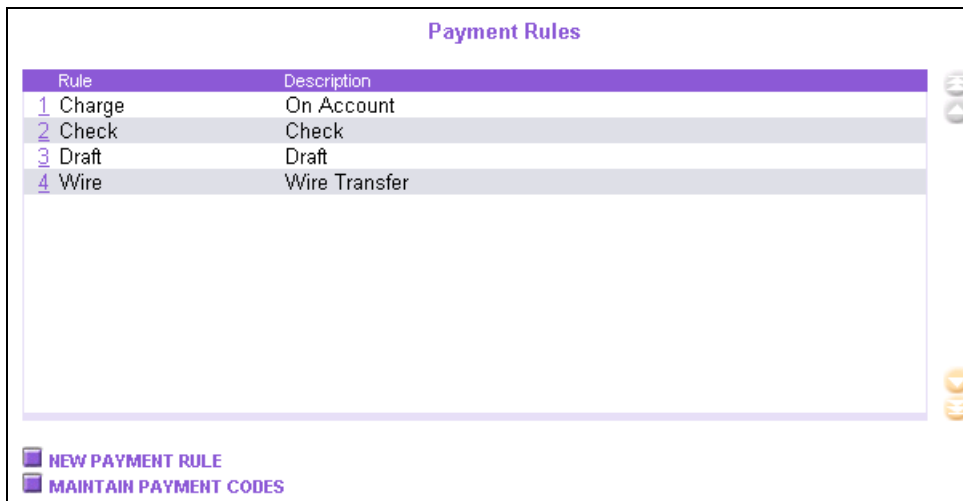 Payment Rules
Rule Description
1 Charge On Account
2 Check Check
3 Draft Draft
4 Wire Wire Transfer
NEW PAYMENT RULE
MAINTAIN PAYMENT CODES